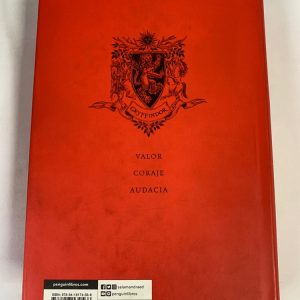 GRYFFINDOR
VALOR
CORAJE
AUDACIA
penguinlibros.com
salamandraed
penguinlibros